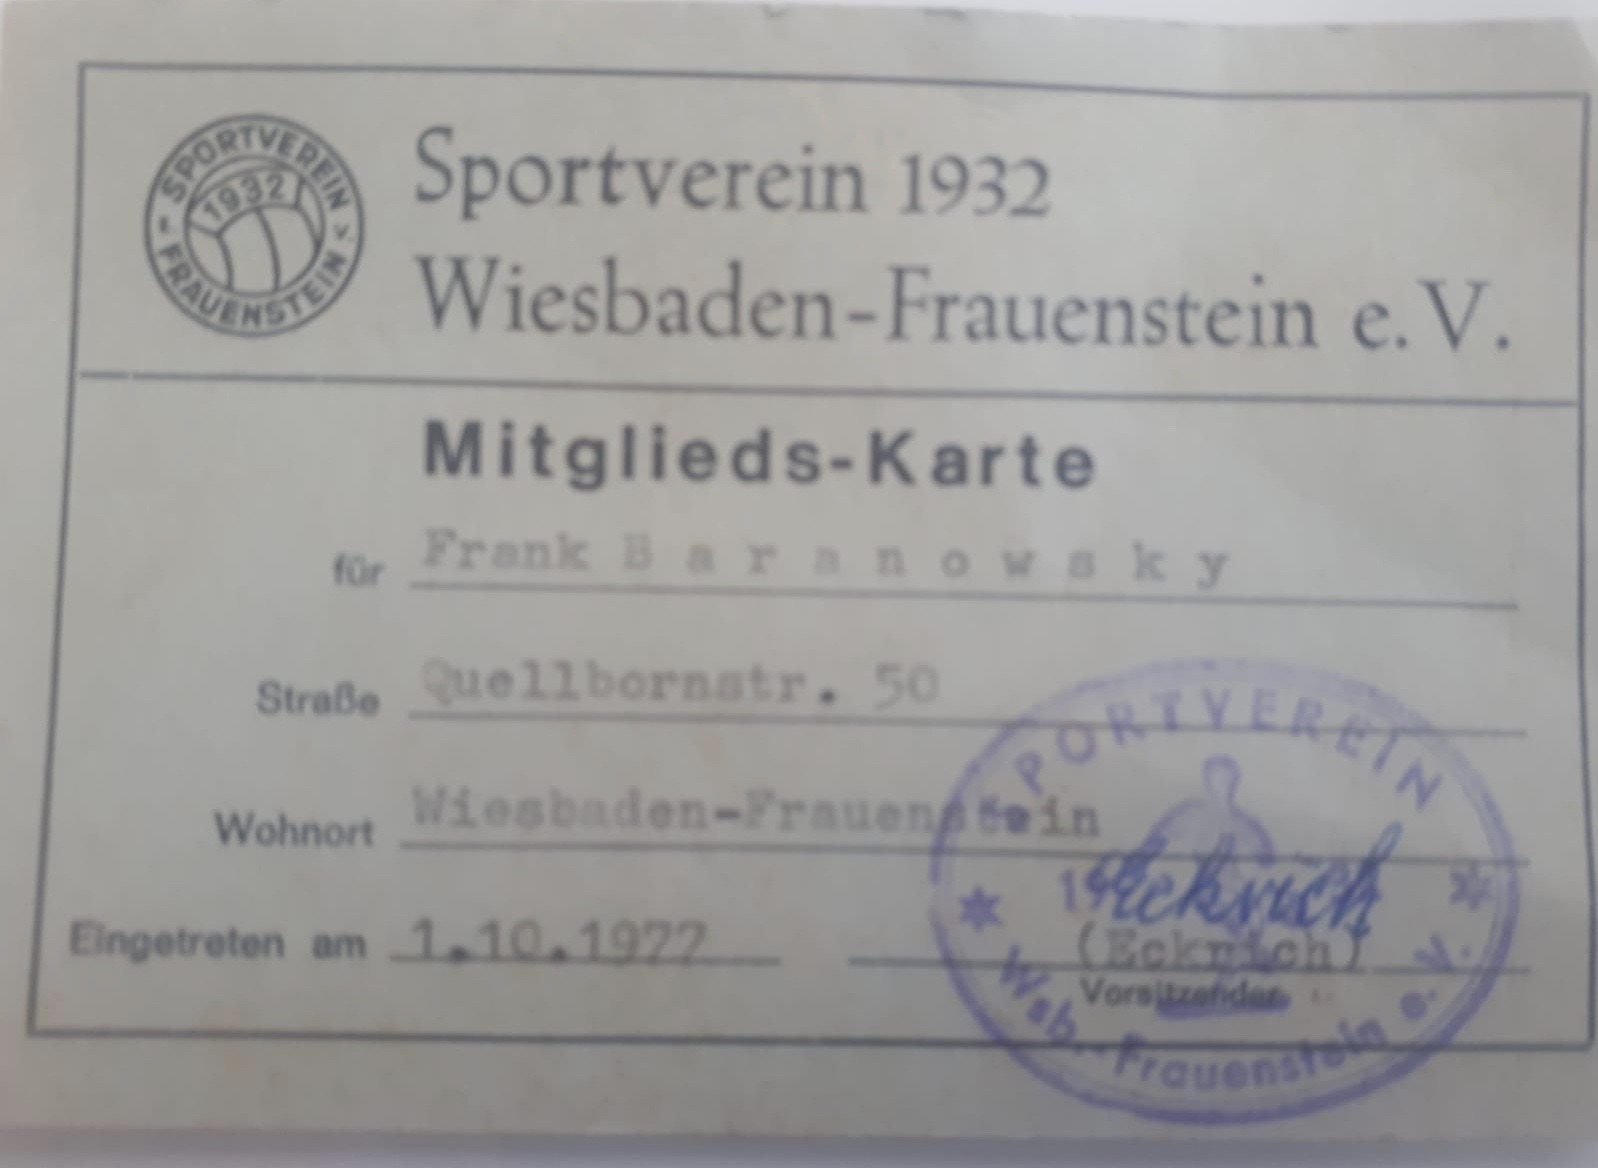 SPORTVEREIN
1932
FRAUENSTEIN
Sportverein 1932
Wiesbaden-Frauenstein e.V.
Mitglieds-Karte
für Frank B a r a n o w s k y
Straße Quellbornstr. 50
Wohnort Wiesbaden-Frauenstein
Eingetreten am 1.10.1977
Eckrich
(Eckrich)
Vorsitzender
SPORTVEREIN
Wsb.-Frauenstein e.V.